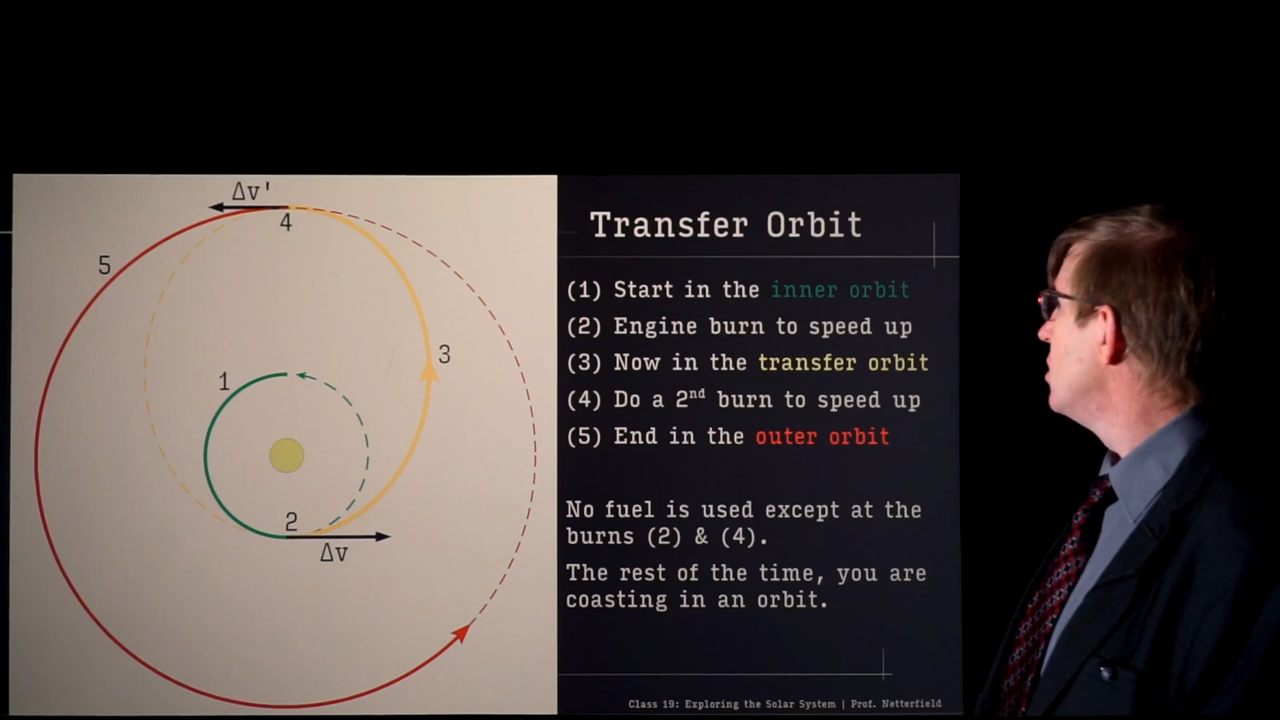 Δv'
4
5
3
1
2
Δv
Transfer Orbit
(1) Start in the inner orbit
(2) Engine burn to speed up
(3) Now in the transfer orbit
(4) Do a 2nd burn to speed up
(5) End in the outer orbit
No fuel is used except at the
burns (2) & (4).
The rest of the time, you are
coasting in an orbit.
Class 19: Exploring the Solar System | Prof. Netterfield